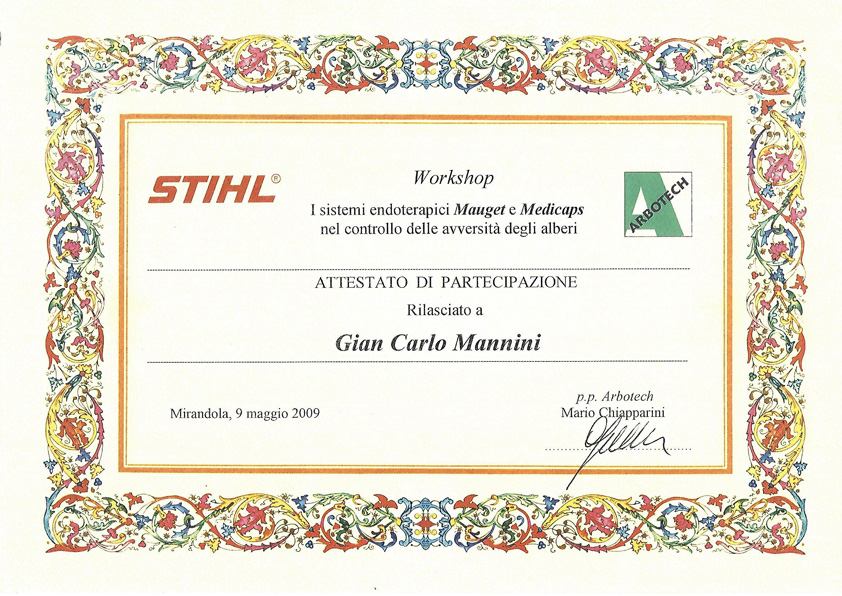 STIHL®
Workshop
I sistemi endoterapici Mauget e Medicaps
nel controllo delle avversità degli alberi
ARBOTECH
ATTESTATO DI PARTECIPAZIONE
Rilasciato a
Gian Carlo Mannini
Mirandola, 9 maggio 2009
p.p. Arbotech
Mario Chiapparini